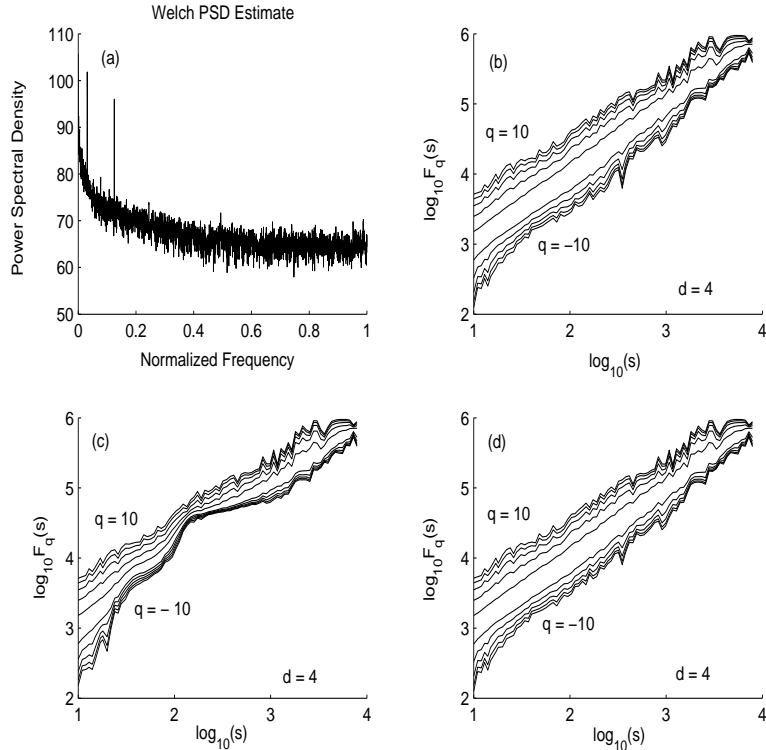 Welch PSD Estimate
(a)
Power Spectral Density
110
100
90
80
70
60
50
0
0.2
0.4
0.6
0.8
1
Normalized Frequency
(b)
log10Fq(s)
6
5
4
3
2
q = 10
q = −10
d = 4
1
2
3
4
log10(s)
(c)
log10Fq(s)
6
5
4
3
2
q = 10
q = − 10
d = 4
1
2
3
4
log10(s)
(d)
log10Fq(s)
6
5
4
3
2
q = 10
q = −10
d = 4
1
2
3
4
log10(s)